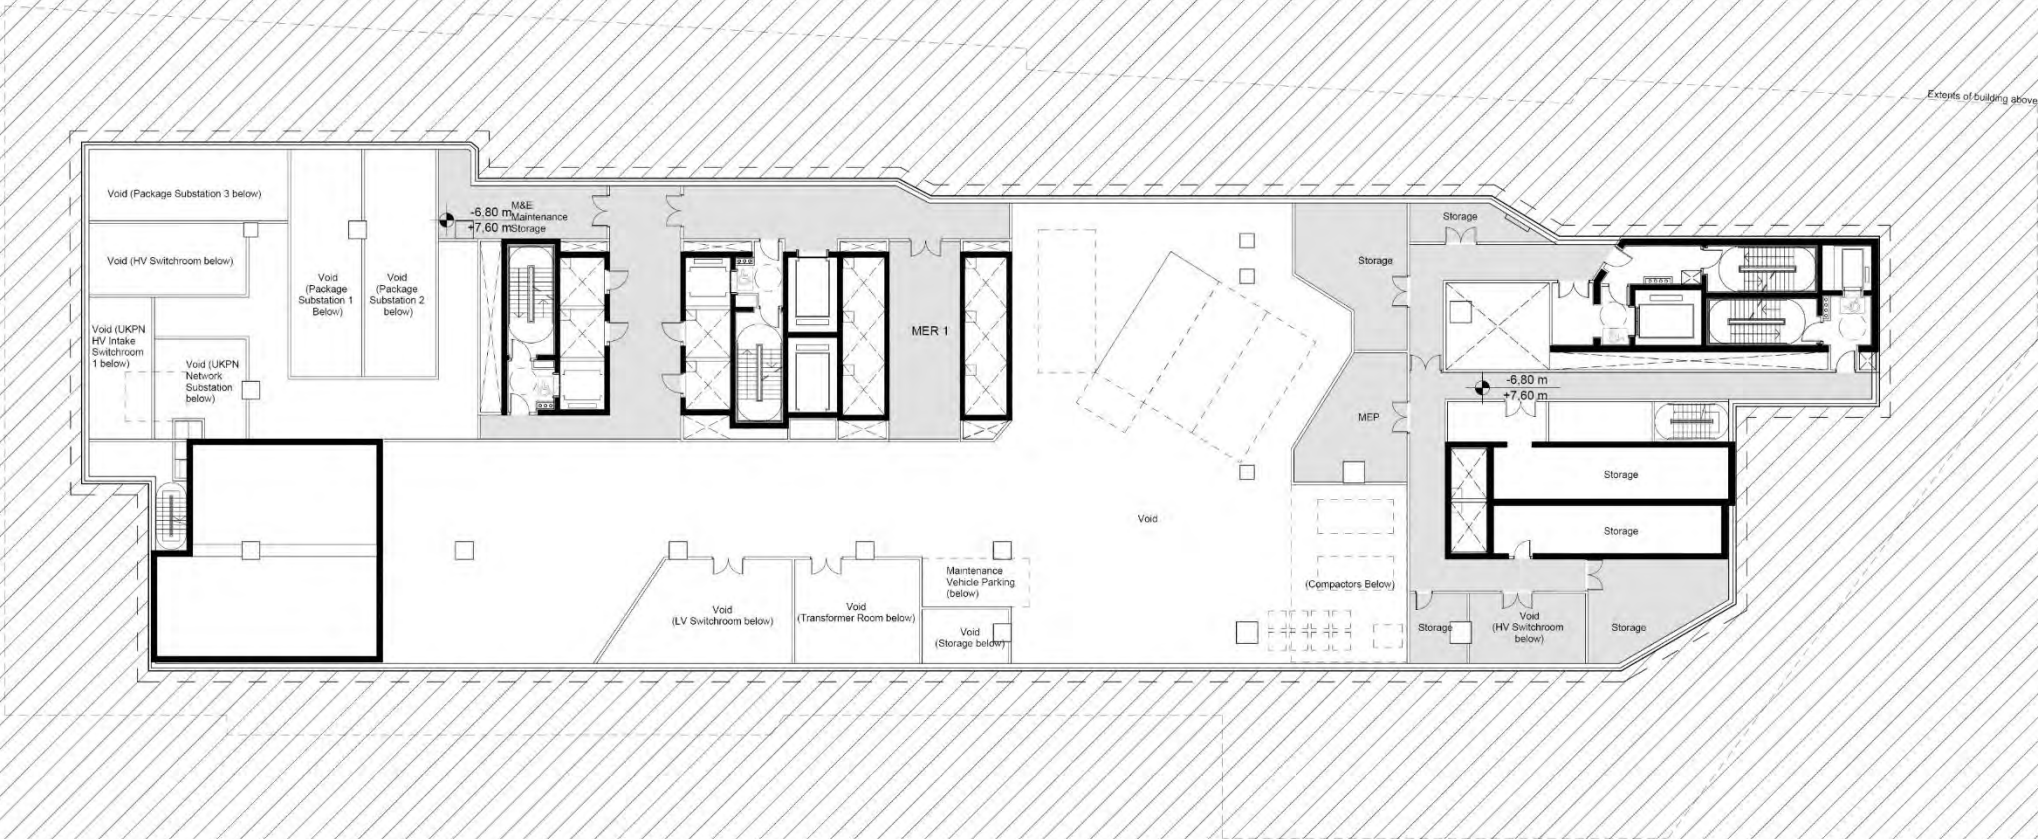 Extents of building above
Void (Package Substation 3 below)
-6,80 m
+7,60 m
M&E
Maintenance
Storage
Storage
Void (HV Switchroom below)
Storage
Void
(Package
Substation 1
Below)
Void
(Package
Substation 2
below)
Void (UKPN
HV Intake
Switchroom
1 below)
MER 1
Void (UKPN
Network
Substation
below)
-6,80 m
+7,60 m
MEP
Storage
Void
Storage
Maintenance
Vehicle Parking
(below)
(Compactors Below)
Void
(LV Switchroom below)
Void
(Transformer Room below)
Void
(Storage below)
Storage
Void
(HV Switchroom
below)
Storage